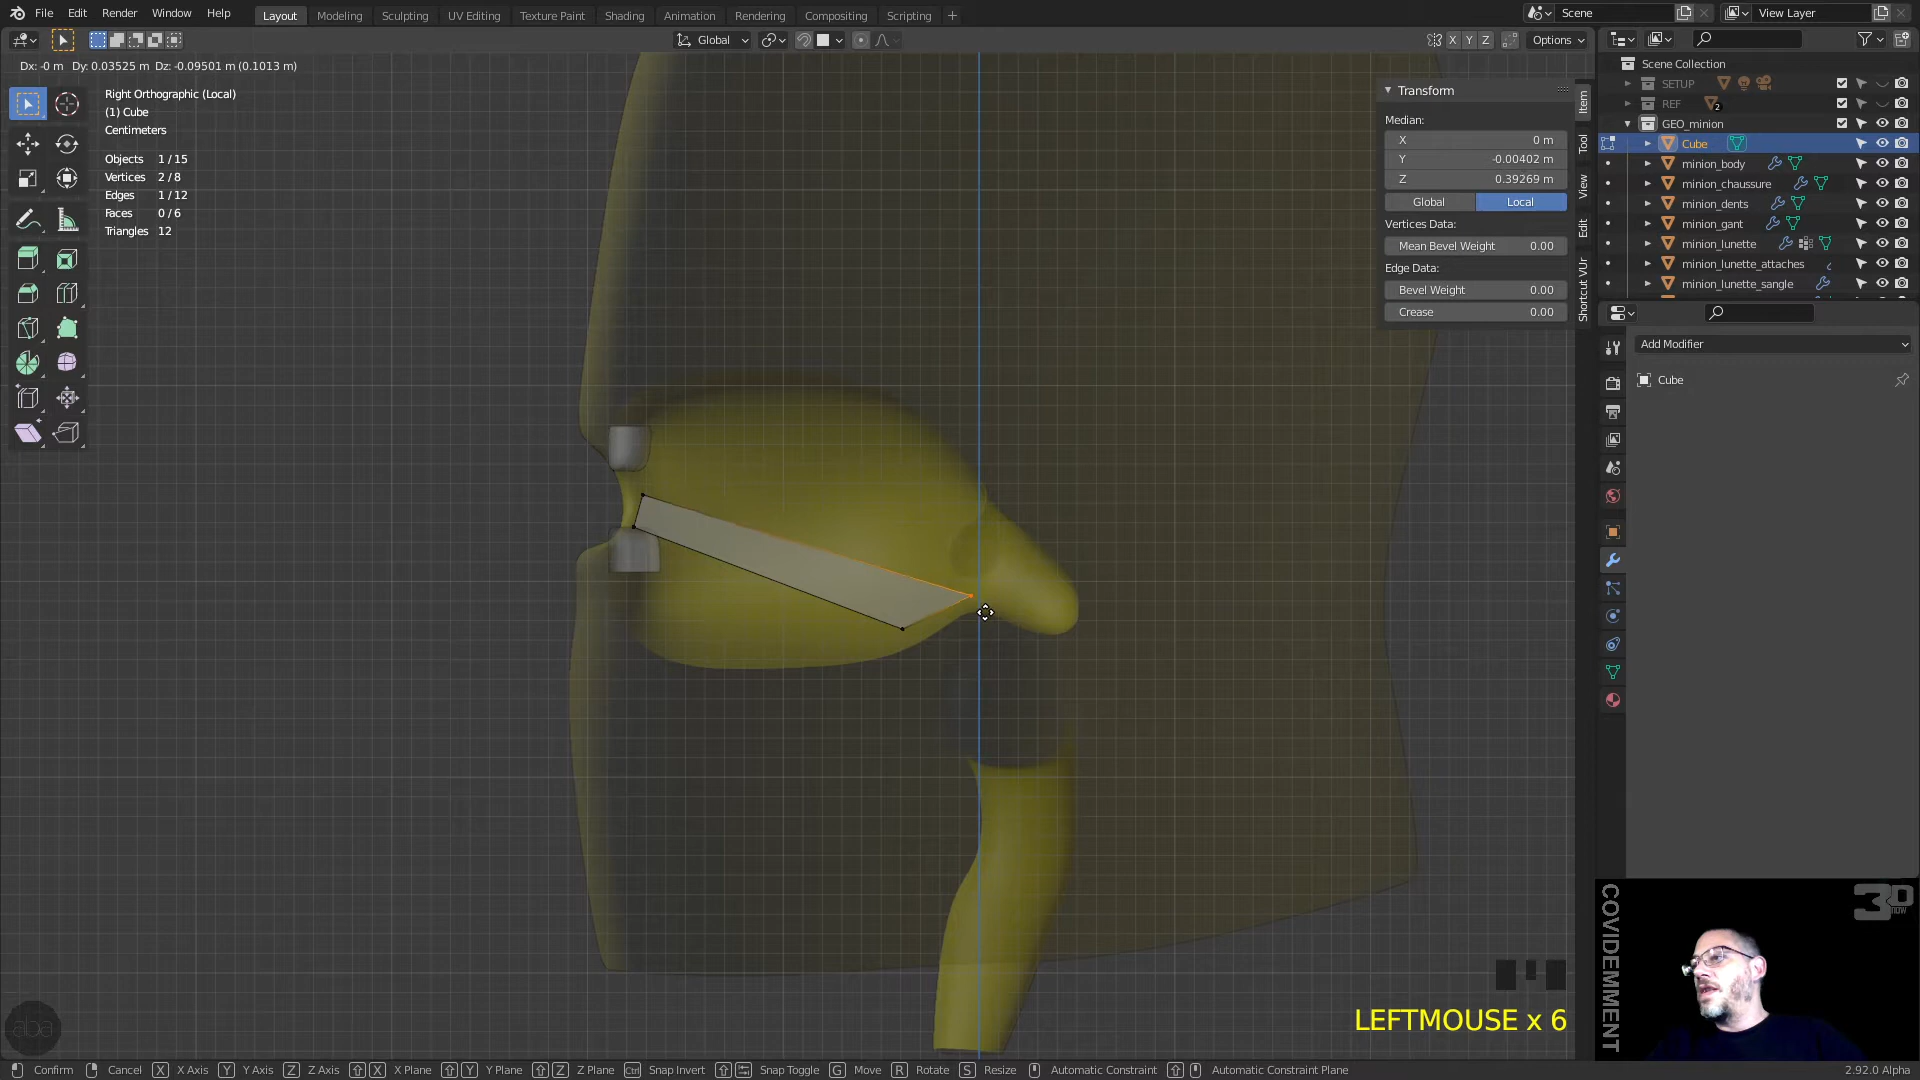 File Edit Render Window Help
Layout Modeling Sculpting UV Editing Texture Paint Shading Animation Rendering Compositing Scripting +
Scene
View Layer
Global
X Y Z
Options
Dx: -0 m Dy: 0.03525 m Dz: -0.09501 m (0.1013 m)
Right Orthographic (Local)
(1) Cube
Centimeters
Objects 1/15
Vertices 2/8
Edges 1/12
Faces 0/6
Triangles 12
Transform
Median:
X 0 m
Y -0.00402 m
Z 0.39269 m
Global Local
Vertices Data:
Mean Bevel Weight 0.00
Edge Data:
Bevel Weight 0.00
Crease 0.00
Item
Tool
View
Edit
Shortcut VUr
Scene Collection
SETUP
REF 2
GEO_minion
Cube
minion_body
minion_chaussure
minion_dents
minion_gant
minion_lunette
minion_lunette_attaches
minion_lunette_sangle
Add Modifier
Cube
COVIDEMMENT
3D
now
aba
LEFTMOUSE x 6
Confirm Cancel X X Axis Y Y Axis Z Z Axis X X Plane Y Y Plane Z Z Plane Ctrl Snap Invert Snap Toggle G Move R Rotate S Resize Automatic Constraint Automatic Constraint Plane
2.92.0 Alpha